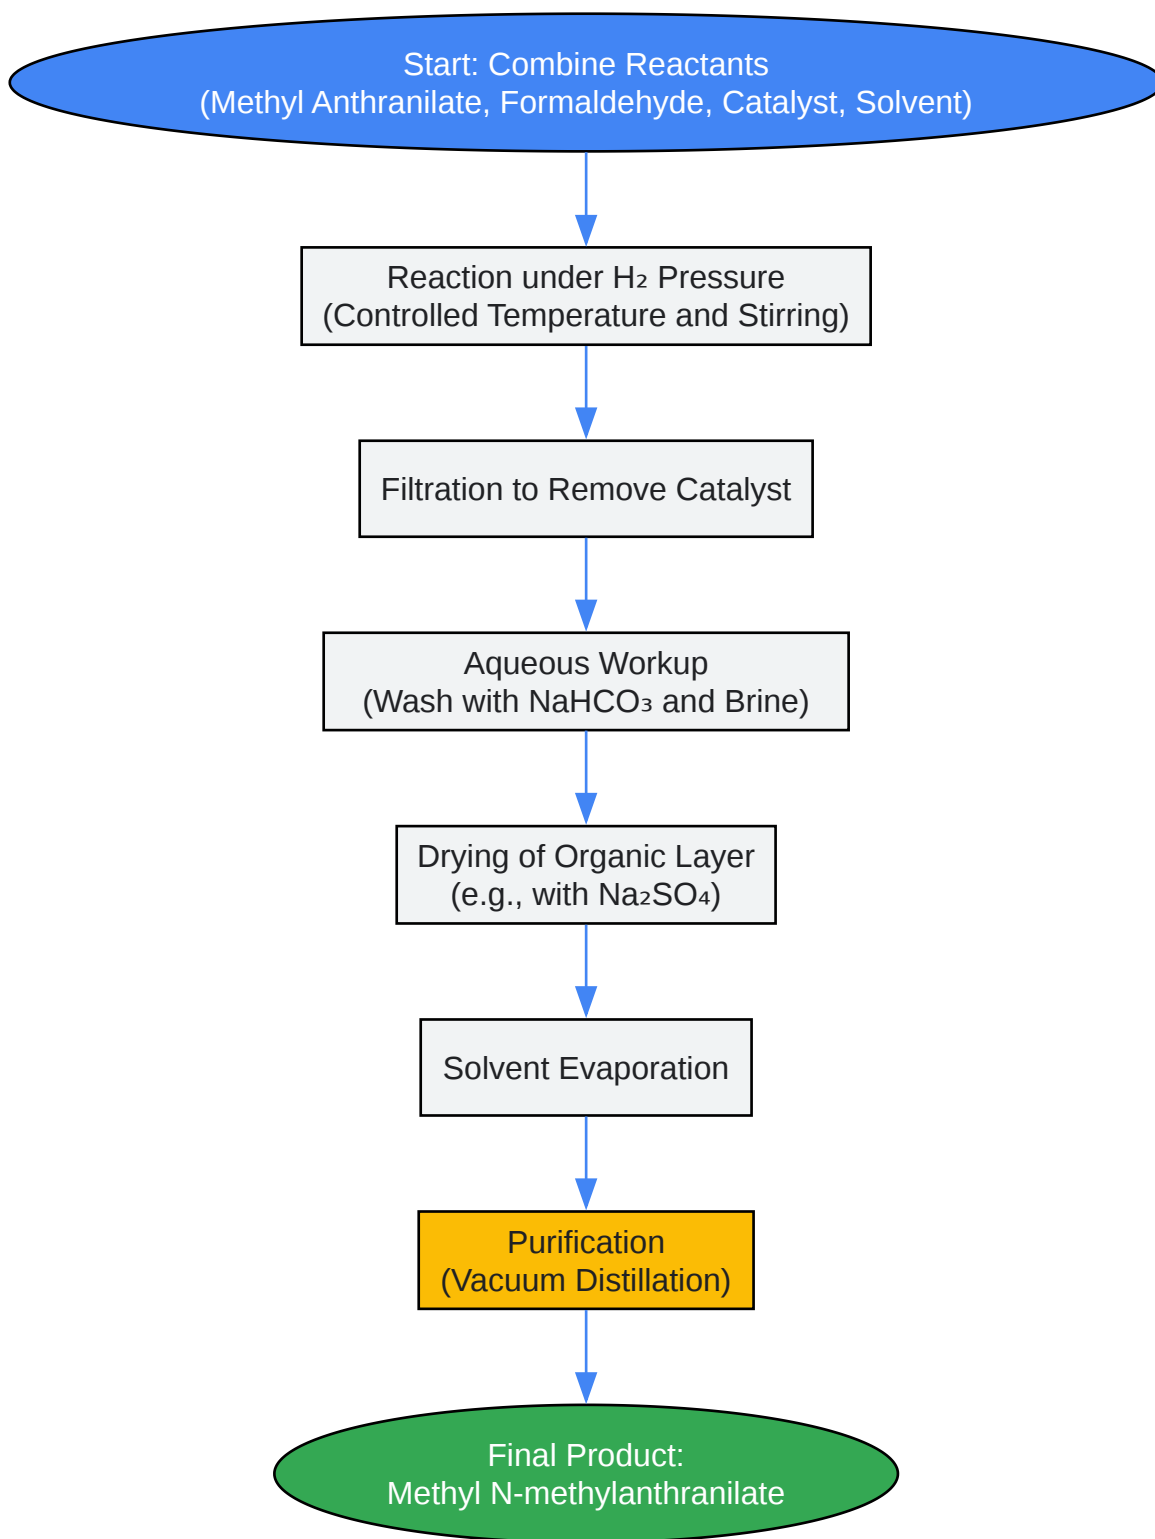 Start: Combine Reactants
(Methyl Anthranilate, Formaldehyde, Catalyst, Solvent)
Reaction under H₂ Pressure
(Controlled Temperature and Stirring)
Filtration to Remove Catalyst
Aqueous Workup
(Wash with NaHCO₃ and Brine)
Drying of Organic Layer
(e.g., with Na₂SO₄)
Solvent Evaporation
Purification
(Vacuum Distillation)
Final Product:
Methyl N-methylanthranilate